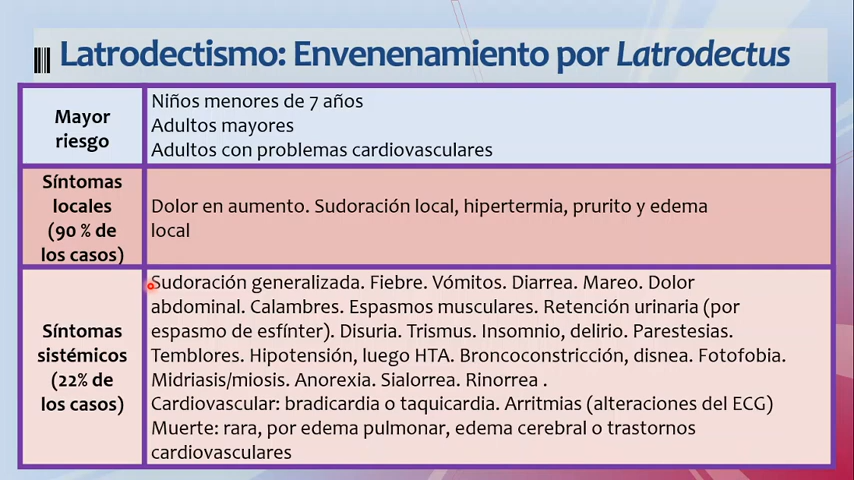 Latrodectismo: Envenenamiento por Latrodectus
Mayor
riesgo
Niños menores de 7 años
Adultos mayores
Adultos con problemas cardiovasculares
Síntomas
locales
(90 % de
los casos)
Dolor en aumento. Sudoración local, hipertermia, prurito y edema
local
Síntomas
sistémicos
(22% de
los casos)
Sudoración generalizada. Fiebre. Vómitos. Diarrea. Mareo. Dolor
abdominal. Calambres. Espasmos musculares. Retención urinaria (por
espasmo de esfínter). Disuria. Trismus. Insomnio, delirio. Parestesias.
Temblores. Hipotensión, luego HTA. Broncoconstricción, disnea. Fotofobia.
Midriasis/miosis. Anorexia. Sialorrea. Rinorrea .
Cardiovascular: bradicardia o taquicardia. Arritmias (alteraciones del ECG)
Muerte: rara, por edema pulmonar, edema cerebral o trastornos
cardiovasculares